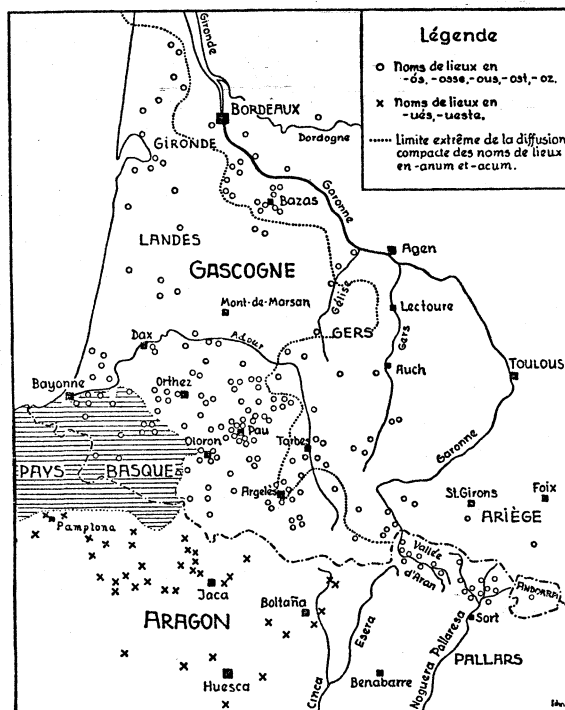 Légende
Noms de lieux en
-ós, -osse, -ous, -ost, -oz.
Noms de lieux en
-ués, -uesta.
Limite extrême de la diffusion
compacte des noms de lieux
en -anum et -acum.
Gironde
BORDEAUX
GIRONDE
Dordogne
Garonne
Bazas
LANDES
GASCOGNE
Agen
Mont-de-Marsan
Gélise
Lectoure
GERS
Gers
Dax
Adour
Auch
TOULOUS
Bayonne
Orthez
Pau
Oloron
Tarbes
Garonne
PAYS BASQUE
Argelès
St. Girons
Foix
ARIÈGE
Pamplona
Vallée
d'Aran
ANDORRA
Jaca
Boltaña
Sort
ARAGON
Esera
Noguera Pallaresa
PALLARS
Huesca
Cinca
Benabarre